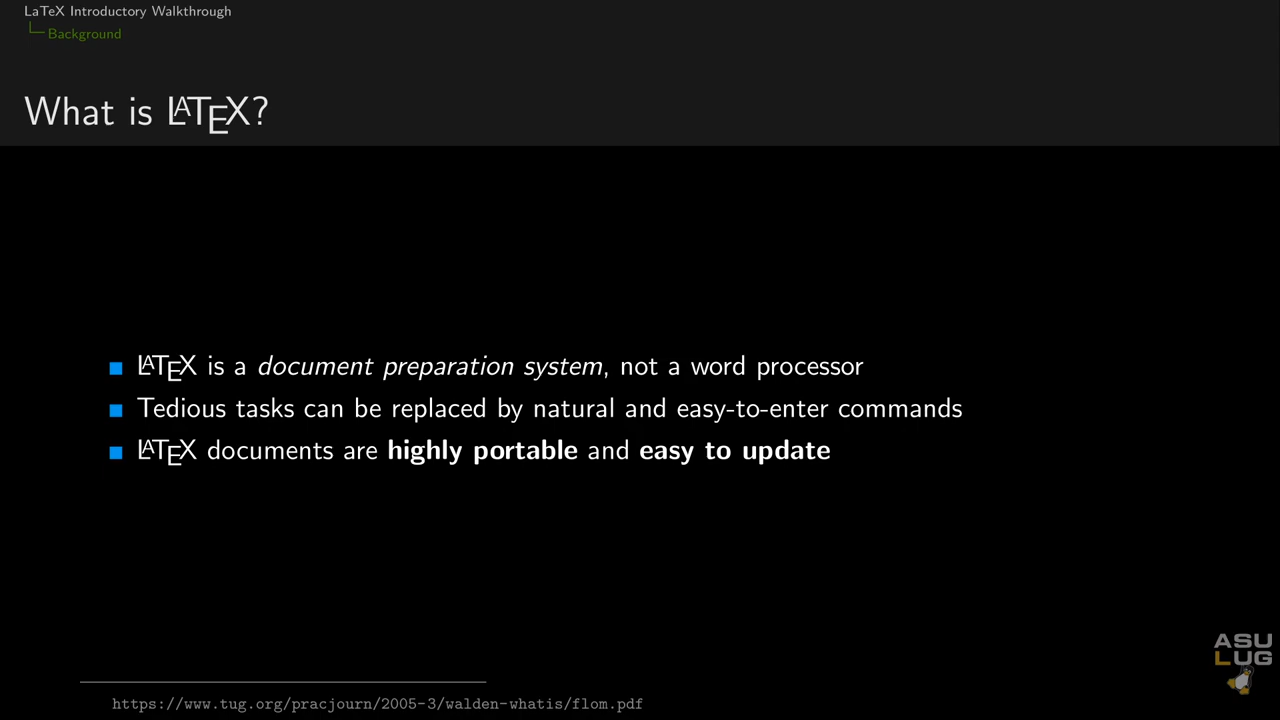 LaTeX Introductory Walkthrough
Background
What is LATEX?
LATEX is a document preparation system, not a word processor
Tedious tasks can be replaced by natural and easy-to-enter commands
LATEX documents are highly portable and easy to update
https://www.tug.org/pracjourn/2005-3/walden-whatis/flom.pdf
ASU
LUG